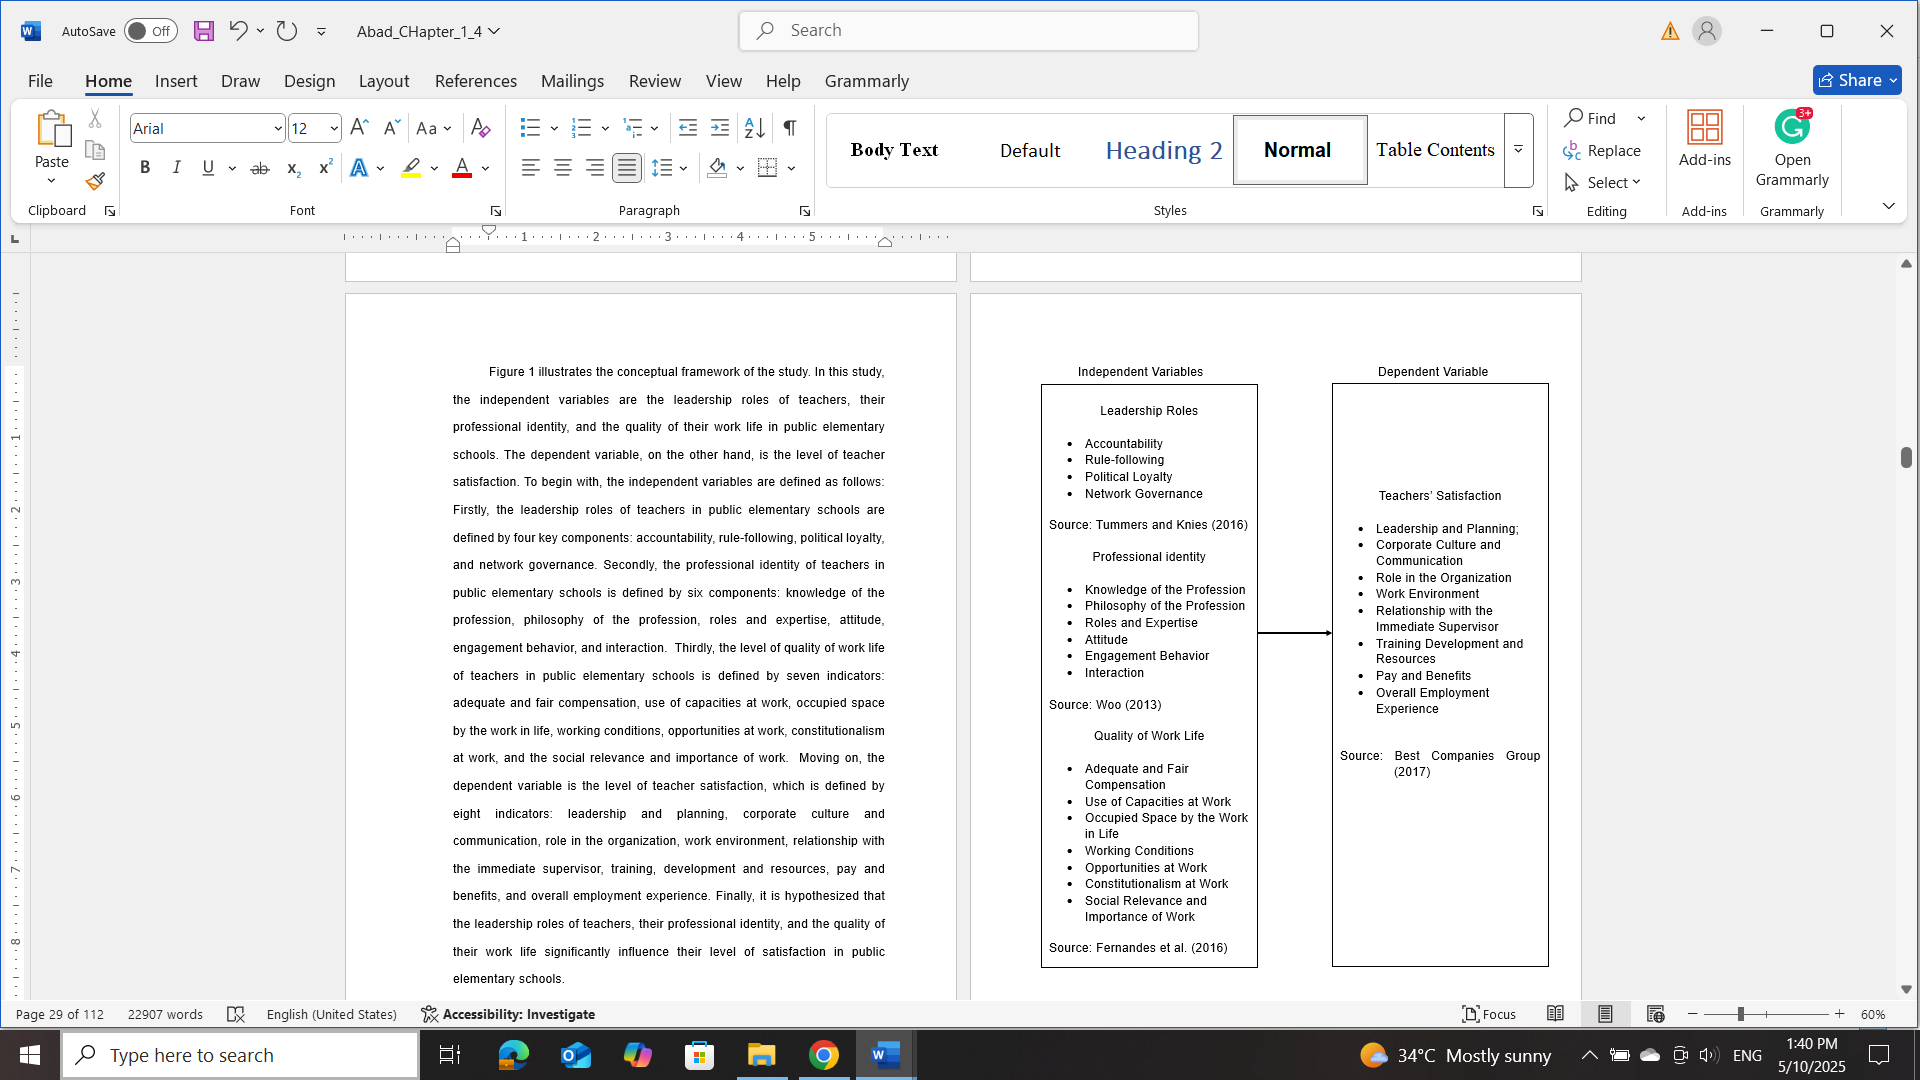 AutoSave Off Abad_CHapter_1_4 Search
File Home Insert Draw Design Layout References Mailings Review View Help Grammarly Share
Paste
Clipboard
Arial 12
Font
Paragraph
Body Text Default Heading 2 Normal Table Contents
Styles
Find
Replace
Select
Editing
Add-ins
Add-ins
3+
Open
Grammarly
Grammarly
1 2 3 4 5
1
2
3
4
5
6
7
8
Figure 1 illustrates the conceptual framework of the study. In this study,
the independent variables are the leadership roles of teachers, their
professional identity, and the quality of their work life in public elementary
schools. The dependent variable, on the other hand, is the level of teacher
satisfaction. To begin with, the independent variables are defined as follows:
Firstly, the leadership roles of teachers in public elementary schools are
defined by four key components: accountability, rule-following, political loyalty,
and network governance. Secondly, the professional identity of teachers in
public elementary schools is defined by six components: knowledge of the
profession, philosophy of the profession, roles and expertise, attitude,
engagement behavior, and interaction. Thirdly, the level of quality of work life
of teachers in public elementary schools is defined by seven indicators:
adequate and fair compensation, use of capacities at work, occupied space
by the work in life, working conditions, opportunities at work, constitutionalism
at work, and the social relevance and importance of work. Moving on, the
dependent variable is the level of teacher satisfaction, which is defined by
eight indicators: leadership and planning, corporate culture and
communication, role in the organization, work environment, relationship with
the immediate supervisor, training, development and resources, pay and
benefits, and overall employment experience. Finally, it is hypothesized that
the leadership roles of teachers, their professional identity, and the quality of
their work life significantly influence their level of satisfaction in public
elementary schools.
Independent Variables
Leadership Roles
• Accountability
• Rule-following
• Political Loyalty
• Network Governance
Source: Tummers and Knies (2016)
Professional identity
• Knowledge of the Profession
• Philosophy of the Profession
• Roles and Expertise
• Attitude
• Engagement Behavior
• Interaction
Source: Woo (2013)
Quality of Work Life
• Adequate and Fair
Compensation
• Use of Capacities at Work
• Occupied Space by the Work
in Life
• Working Conditions
• Opportunities at Work
• Constitutionalism at Work
• Social Relevance and
Importance of Work
Source: Fernandes et al. (2016)
Dependent Variable
Teachers’ Satisfaction
• Leadership and Planning;
• Corporate Culture and
Communication
• Role in the Organization
• Work Environment
• Relationship with the
Immediate Supervisor
• Training Development and
Resources
• Pay and Benefits
• Overall Employment
Experience
Source: Best Companies Group
(2017)
Page 29 of 112 22907 words English (United States) Accessibility: Investigate Focus 60%
Type here to search
34°C Mostly sunny ENG
1:40 PM
5/10/2025